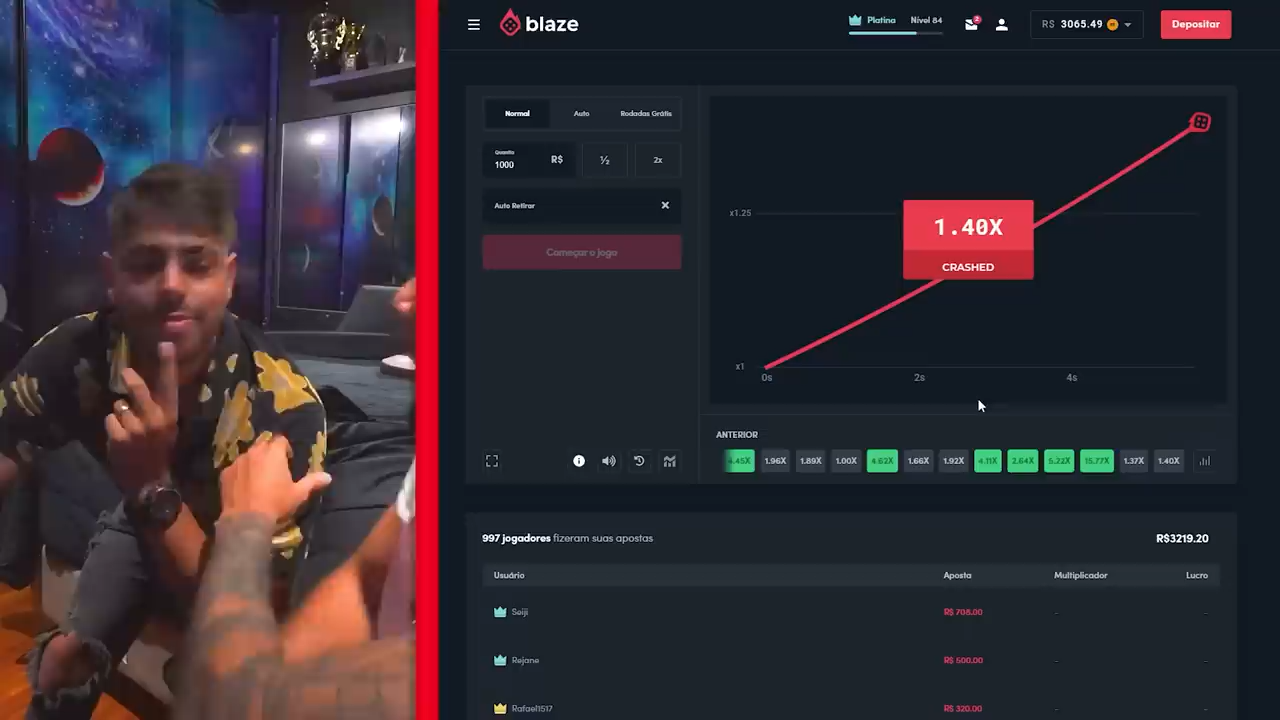 blaze
Platina Nível 84
2
R$ 3065.49
Depositar
Normal Auto Rodadas Grátis
Quantia
1000 R$ ½ 2x
Auto Retirar
Começar o jogo
x1.25
1.40X
CRASHED
x1
0s 2s 4s
ANTERIOR
4.45X 1.96X 1.89X 1.00X 4.62X 1.66X 1.92X 4.11X 2.64X 5.22X 15.77X 1.37X 1.40X
997 jogadores fizeram suas apostas R$3219.20
Usuário Aposta Multiplicador Lucro
Seiji R$ 708.00 - -
Rejane R$ 500.00 - -
Rafael1517 R$ 320.00 - -